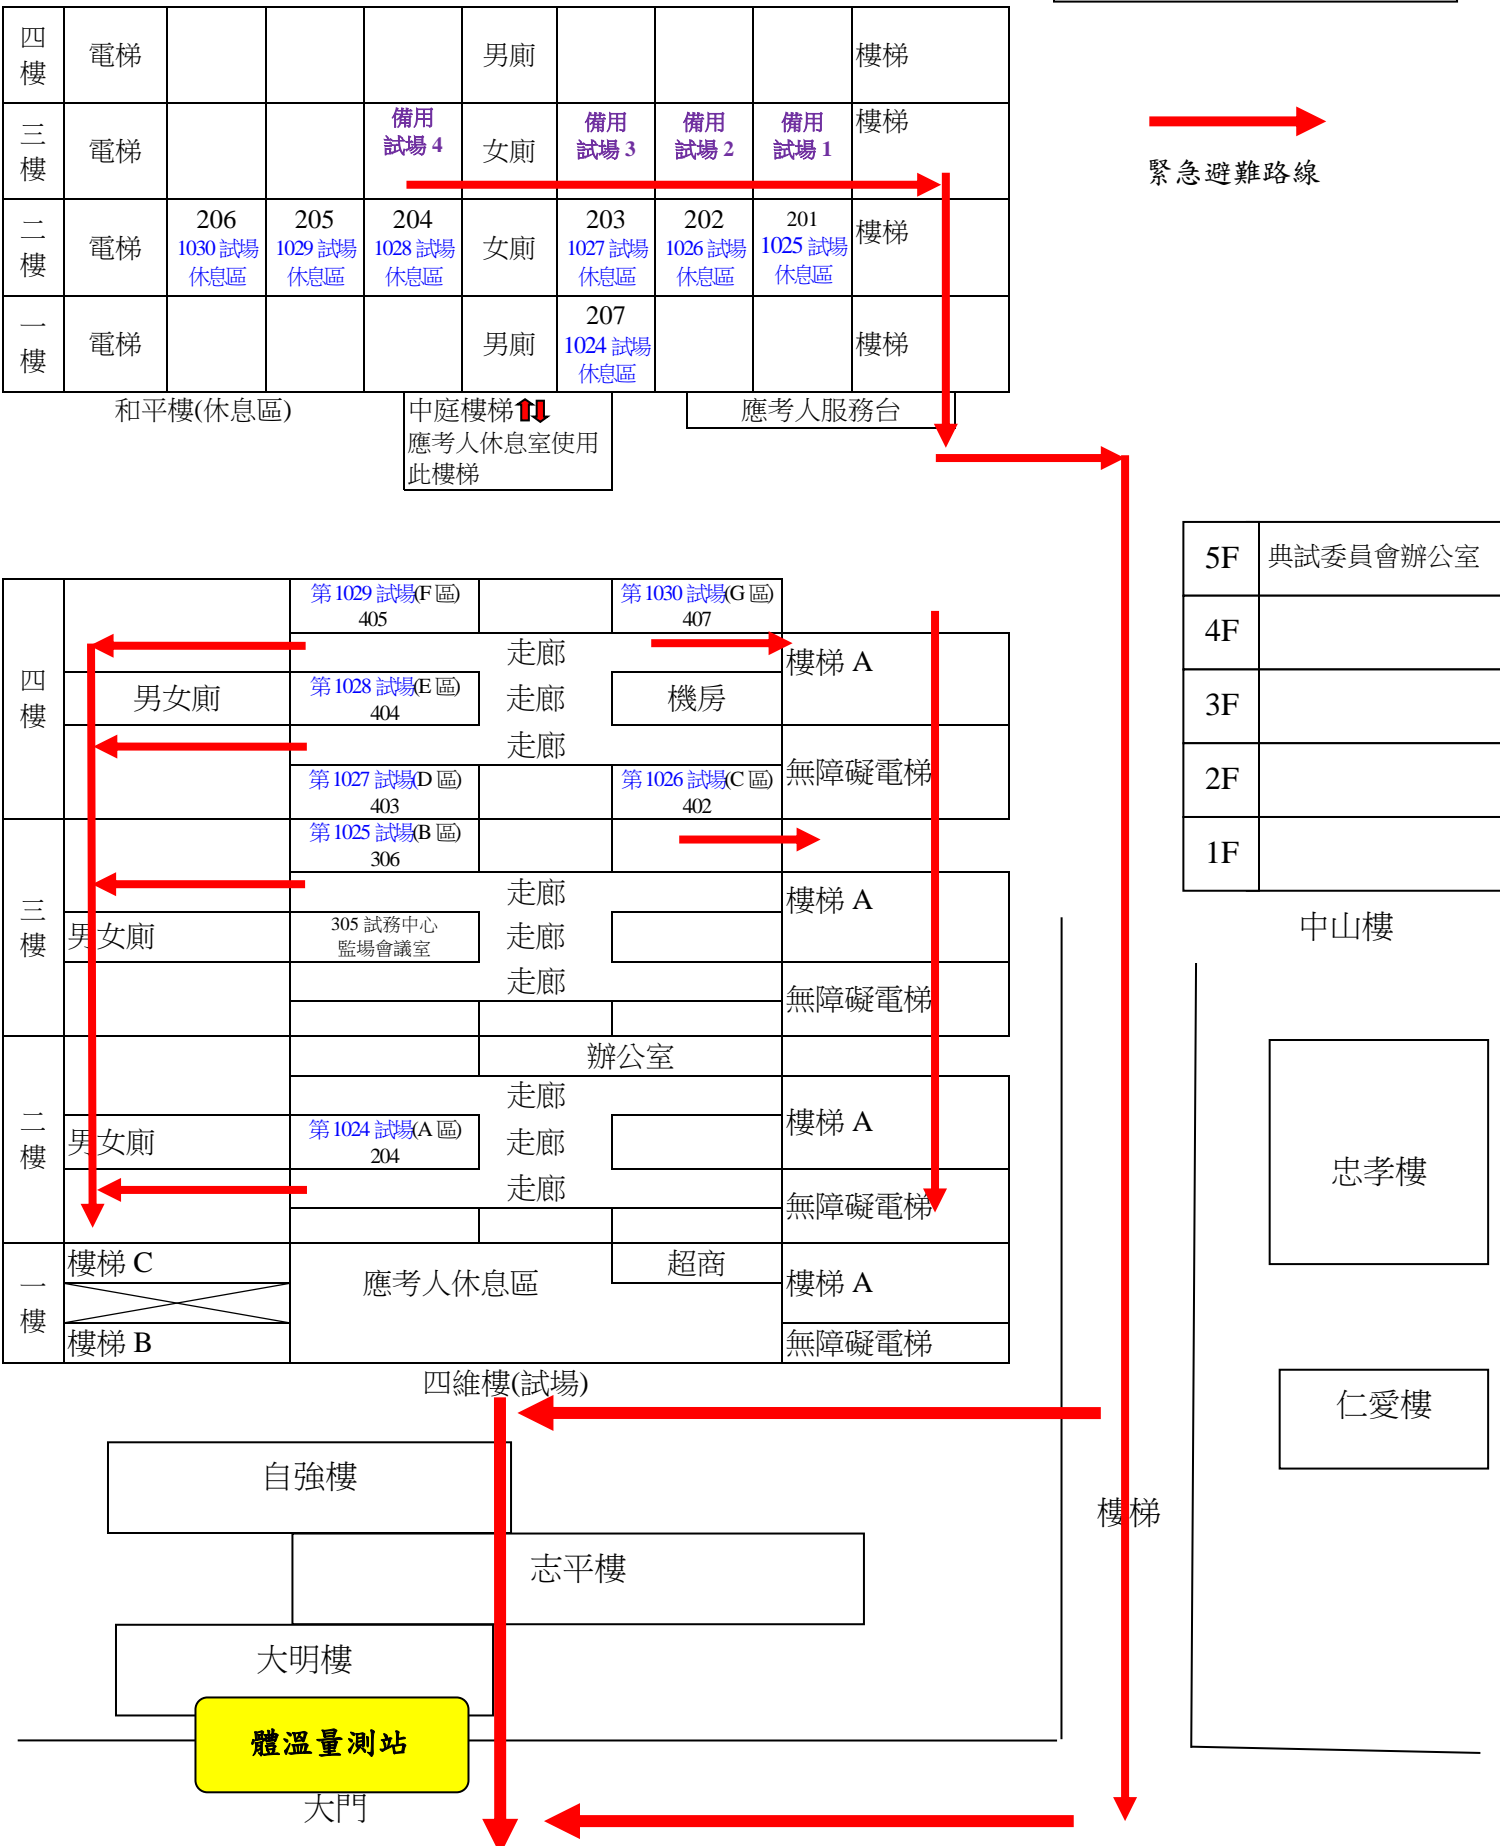 四樓 電梯 男廁 樓梯
三樓 電梯 備用試場 4 女廁 備用試場 3 備用試場 2 備用試場 1 樓梯
緊急避難路線
二樓 電梯 206 205 204 女廁 203 202 201 樓梯
1030 試場 1029 試場 1028 試場 1027 試場 1026 試場 1025 試場
休息區 休息區 休息區 休息區 休息區 休息區
一樓 電梯 男廁 207 樓梯
1024 試場
休息區
和平樓(休息區)
中庭樓梯
應考人休息室使用
此樓梯
應考人服務台
5F 典試委員會辦公室
4F
3F
2F
1F
中山樓
四樓
第 1029 試場(F 區)
405
第 1030 試場(G 區)
407
走廊
樓梯 A
男女廁
第 1028 試場(E 區)
404
走廊
機房
走廊
無障礙電梯
第 1027 試場(D 區)
403
第 1026 試場(C 區)
402
三樓
第 1025 試場(B 區)
306
走廊
樓梯 A
男女廁
305 試務中心
監場會議室
走廊
走廊
無障礙電梯
二樓
辦公室
走廊
樓梯 A
男女廁
第 1024 試場(A 區)
204
走廊
走廊
無障礙電梯
一樓
樓梯 C
應考人休息區
超商
樓梯 A
樓梯 B
無障礙電梯
四維樓(試場)
忠孝樓
仁愛樓
樓梯
自強樓
志平樓
大明樓
體溫量測站
大門